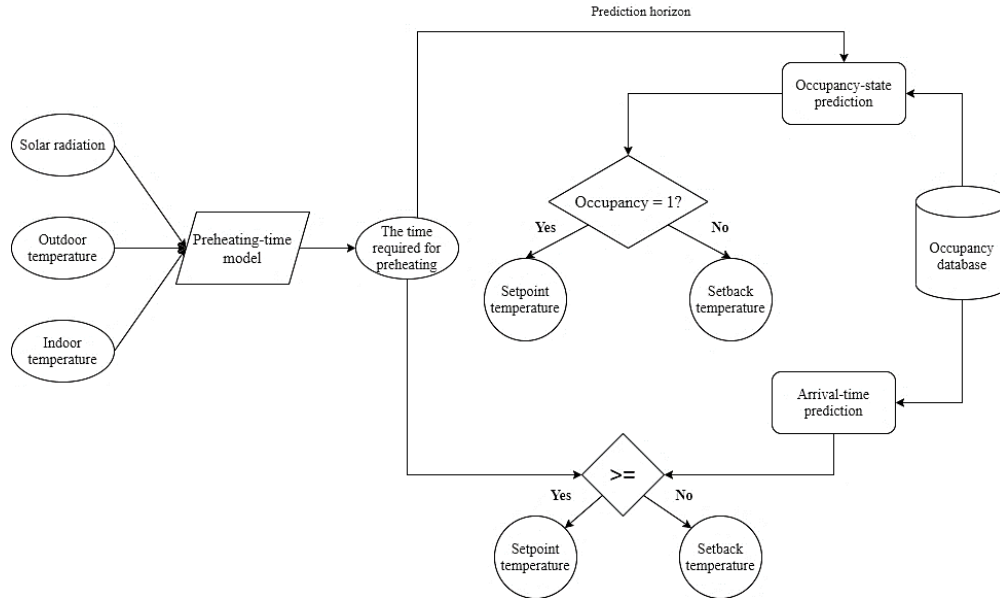 Prediction horizon
Occupancy-state
prediction
Solar radiation
Occupancy = 1?
Yes
No
Outdoor
temperature
Preheating-time
model
The time
required for
preheating
Occupancy
database
Setpoint
temperature
Setback
temperature
Indoor
temperature
Arrival-time
prediction
>=
Yes
No
Setpoint
temperature
Setback
temperature